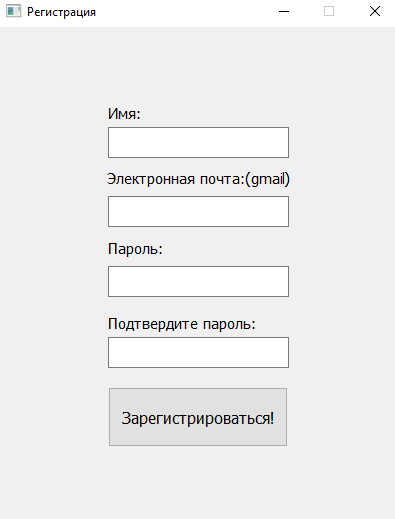 Регистрация
Имя:
Электронная почта:(gmail)
Пароль:
Подтвердите пароль:
Зарегистрироваться!